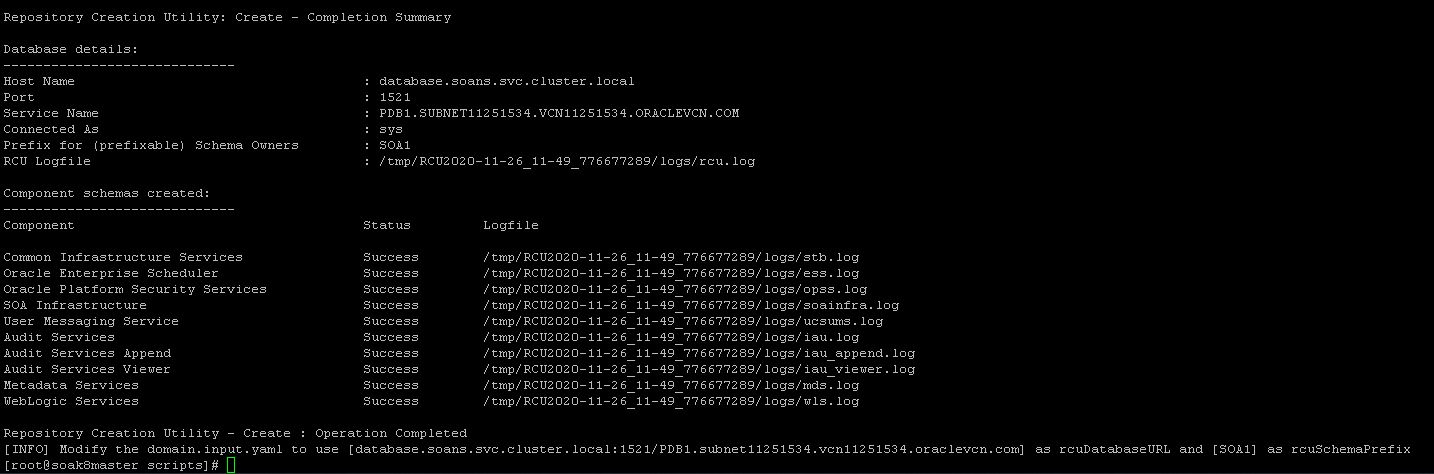 Repository Creation Utility: Create - Completion Summary
Database details:
-----------------------------
Host Name : database.soans.svc.cluster.local
Port : 1521
Service Name : PDB1.SUBNET11251534.VCN11251534.ORACLEVCN.COM
Connected As : sys
Prefix for (prefixable) Schema Owners : SOA1
RCU Logfile : /tmp/RCU2020-11-26_11-49_776677289/logs/rcu.log
Component schemas created:
-----------------------------
Component Status Logfile
Common Infrastructure Services Success /tmp/RCU2020-11-26_11-49_776677289/logs/stb.log
Oracle Enterprise Scheduler Success /tmp/RCU2020-11-26_11-49_776677289/logs/ess.log
Oracle Platform Security Services Success /tmp/RCU2020-11-26_11-49_776677289/logs/opss.log
SOA Infrastructure Success /tmp/RCU2020-11-26_11-49_776677289/logs/soainfra.log
User Messaging Service Success /tmp/RCU2020-11-26_11-49_776677289/logs/ucsums.log
Audit Services Success /tmp/RCU2020-11-26_11-49_776677289/logs/iau.log
Audit Services Append Success /tmp/RCU2020-11-26_11-49_776677289/logs/iau_append.log
Audit Services Viewer Success /tmp/RCU2020-11-26_11-49_776677289/logs/iau_viewer.log
Metadata Services Success /tmp/RCU2020-11-26_11-49_776677289/logs/mds.log
WebLogic Services Success /tmp/RCU2020-11-26_11-49_776677289/logs/wls.log
Repository Creation Utility - Create : Operation Completed
[INFO] Modify the domain.input.yaml to use [database.soans.svc.cluster.local:1521/PDB1.subnet11251534.vcn11251534.oraclevcn.com] as rcuDatabaseURL and [SOA1] as rcuSchemaPrefix
[root@soak8master scripts]#